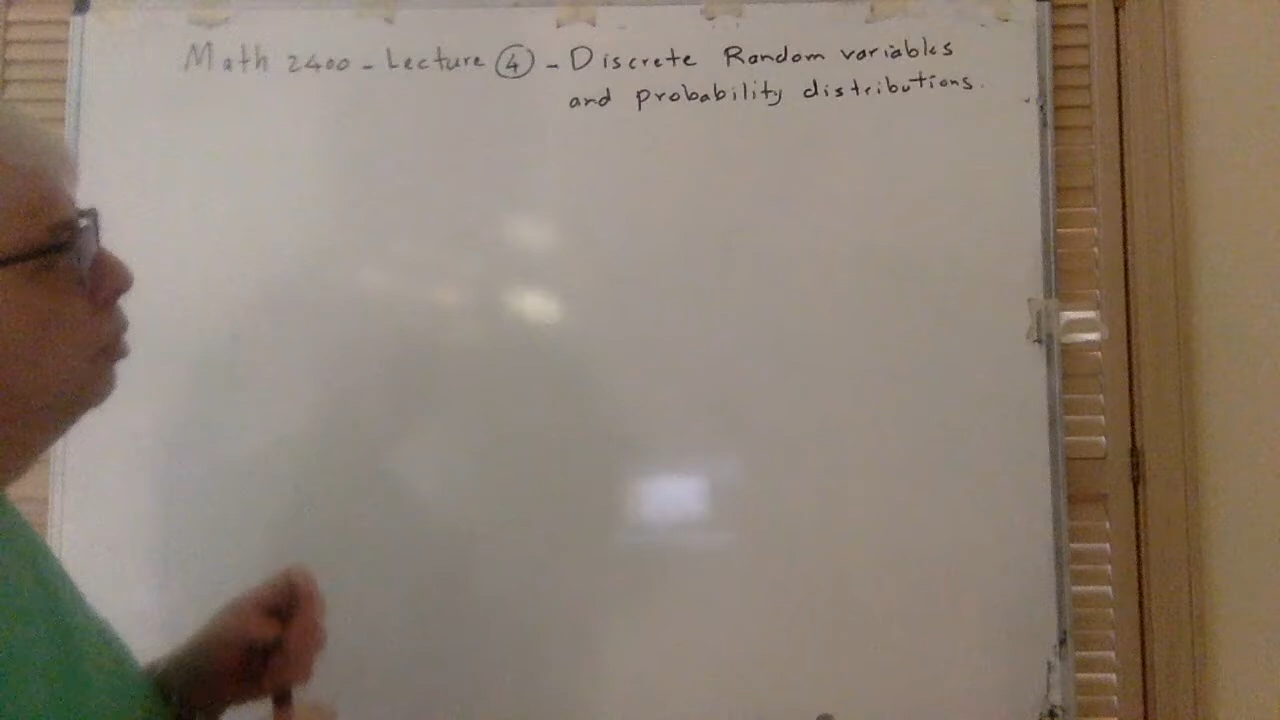 Math 2400 - Lecture ④ - Discrete Random variables
and probability distributions.